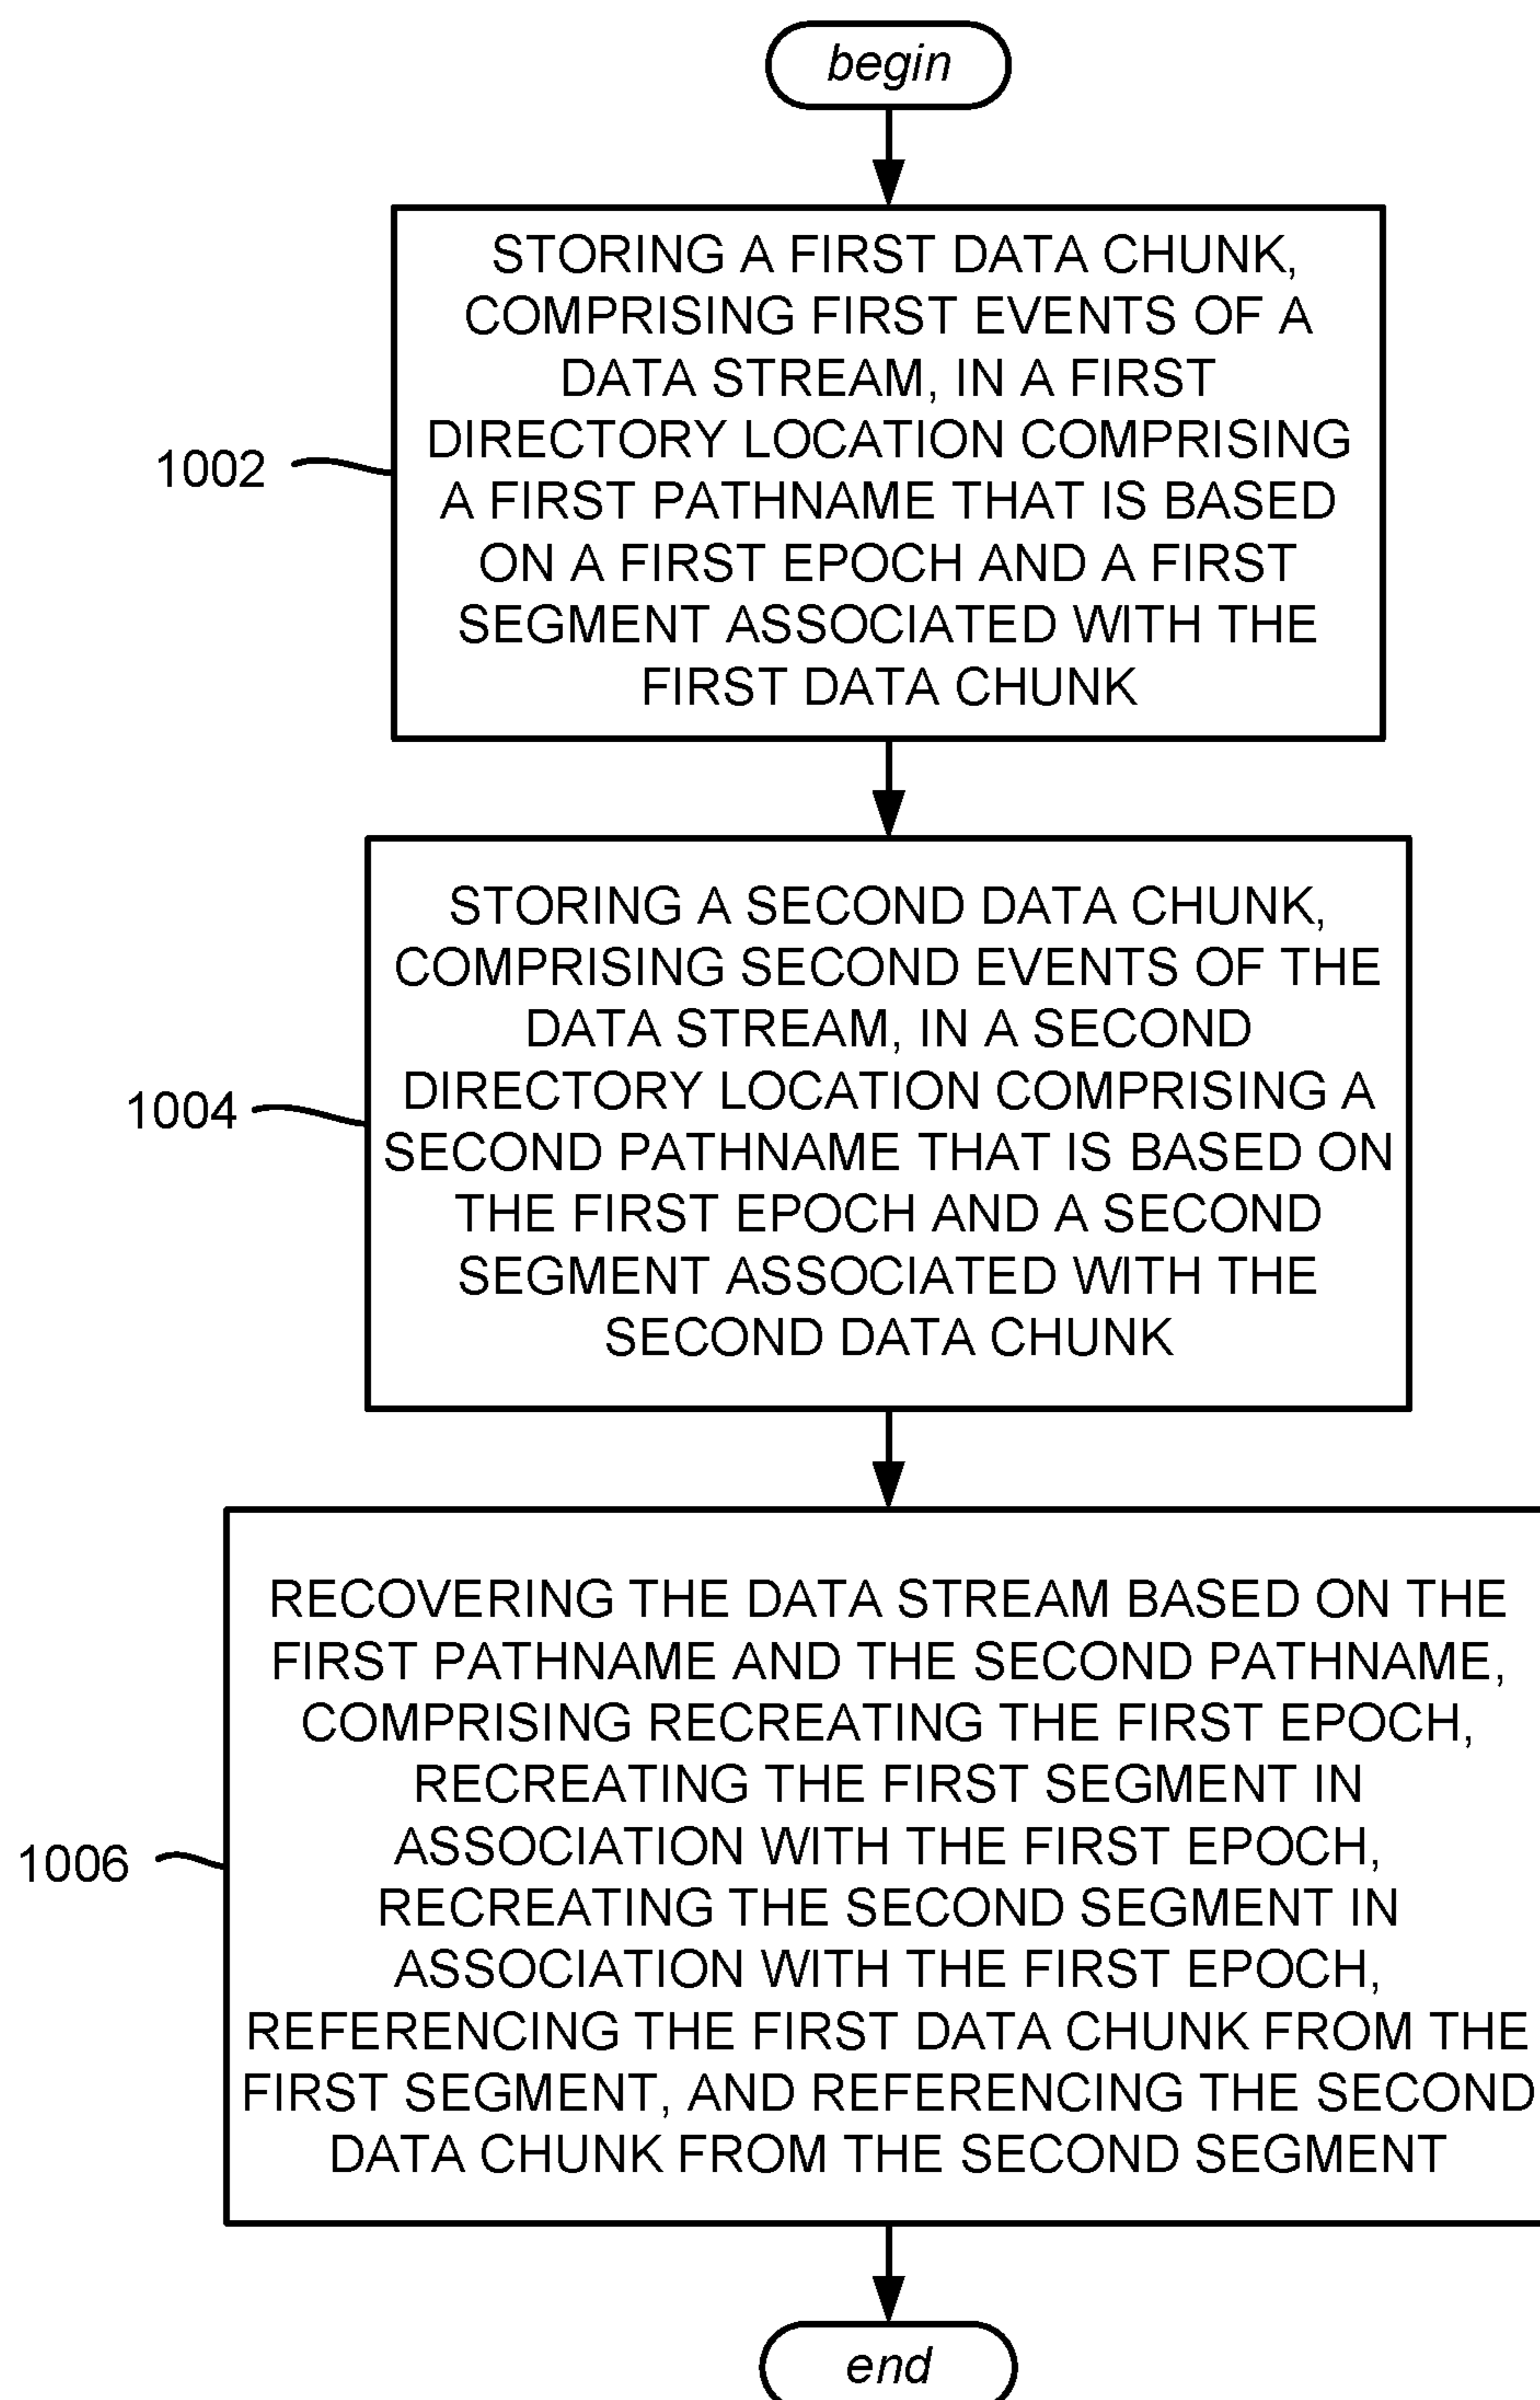 begin
STORING A FIRST DATA CHUNK,
COMPRISING FIRST EVENTS OF A
DATA STREAM, IN A FIRST
DIRECTORY LOCATION COMPRISING
A FIRST PATHNAME THAT IS BASED
ON A FIRST EPOCH AND A FIRST
SEGMENT ASSOCIATED WITH THE
FIRST DATA CHUNK
1002
STORING A SECOND DATA CHUNK,
COMPRISING SECOND EVENTS OF THE
DATA STREAM, IN A SECOND
DIRECTORY LOCATION COMPRISING A
SECOND PATHNAME THAT IS BASED ON
THE FIRST EPOCH AND A SECOND
SEGMENT ASSOCIATED WITH THE
SECOND DATA CHUNK
1004
RECOVERING THE DATA STREAM BASED ON THE
FIRST PATHNAME AND THE SECOND PATHNAME,
COMPRISING RECREATING THE FIRST EPOCH,
RECREATING THE FIRST SEGMENT IN
ASSOCIATION WITH THE FIRST EPOCH,
RECREATING THE SECOND SEGMENT IN
ASSOCIATION WITH THE FIRST EPOCH,
REFERENCING THE FIRST DATA CHUNK FROM THE
FIRST SEGMENT, AND REFERENCING THE SECOND
DATA CHUNK FROM THE SECOND SEGMENT
1006
end